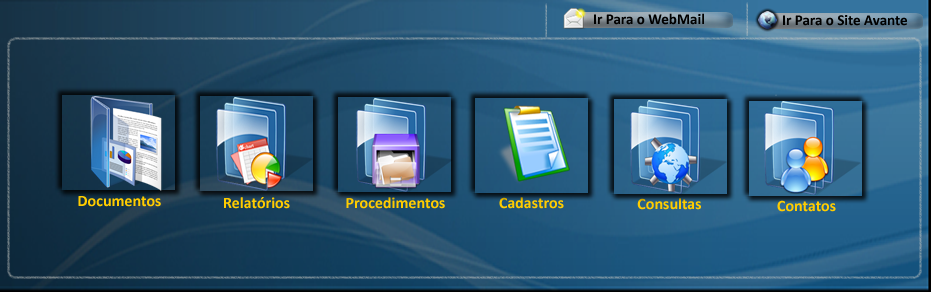 Ir Para o WebMail
Ir Para o Site Avante
Documentos
Relatórios
Procedimentos
Cadastros
Consultas
Contatos